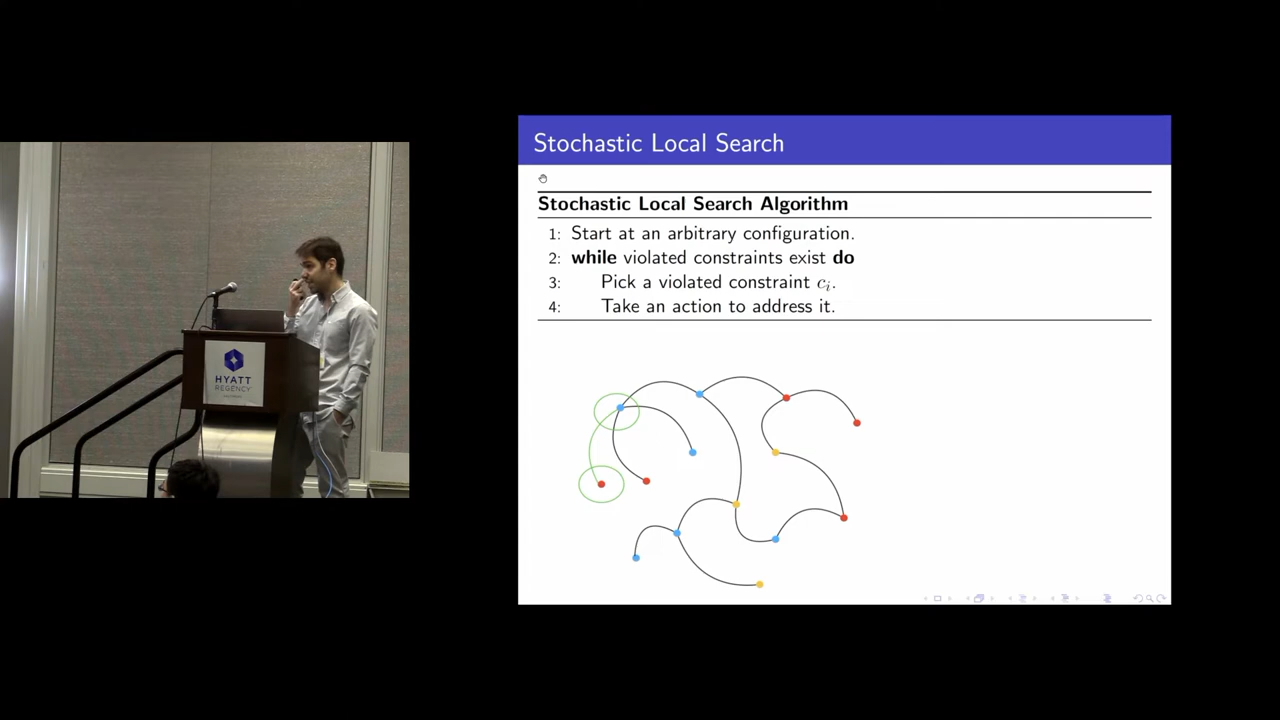 Stochastic Local Search
Stochastic Local Search Algorithm
1: Start at an arbitrary configuration.
2: while violated constraints exist do
3: Pick a violated constraint cᵢ.
4: Take an action to address it.
HYATT
REGENCY